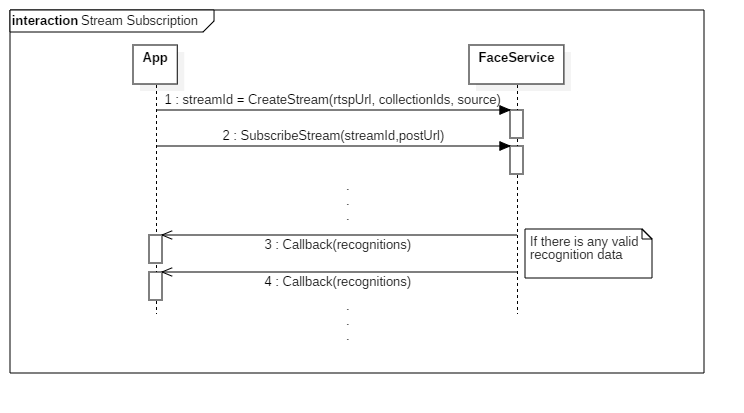 interaction Stream Subscription
App
FaceService
1 : streamId = CreateStream(rtspUrl, collectionIds, source)
2 : SubscribeStream(streamId,postUrl)
.
.
.
3 : Callback(recognitions)
If there is any valid
recognition data
4 : Callback(recognitions)
.
.
.